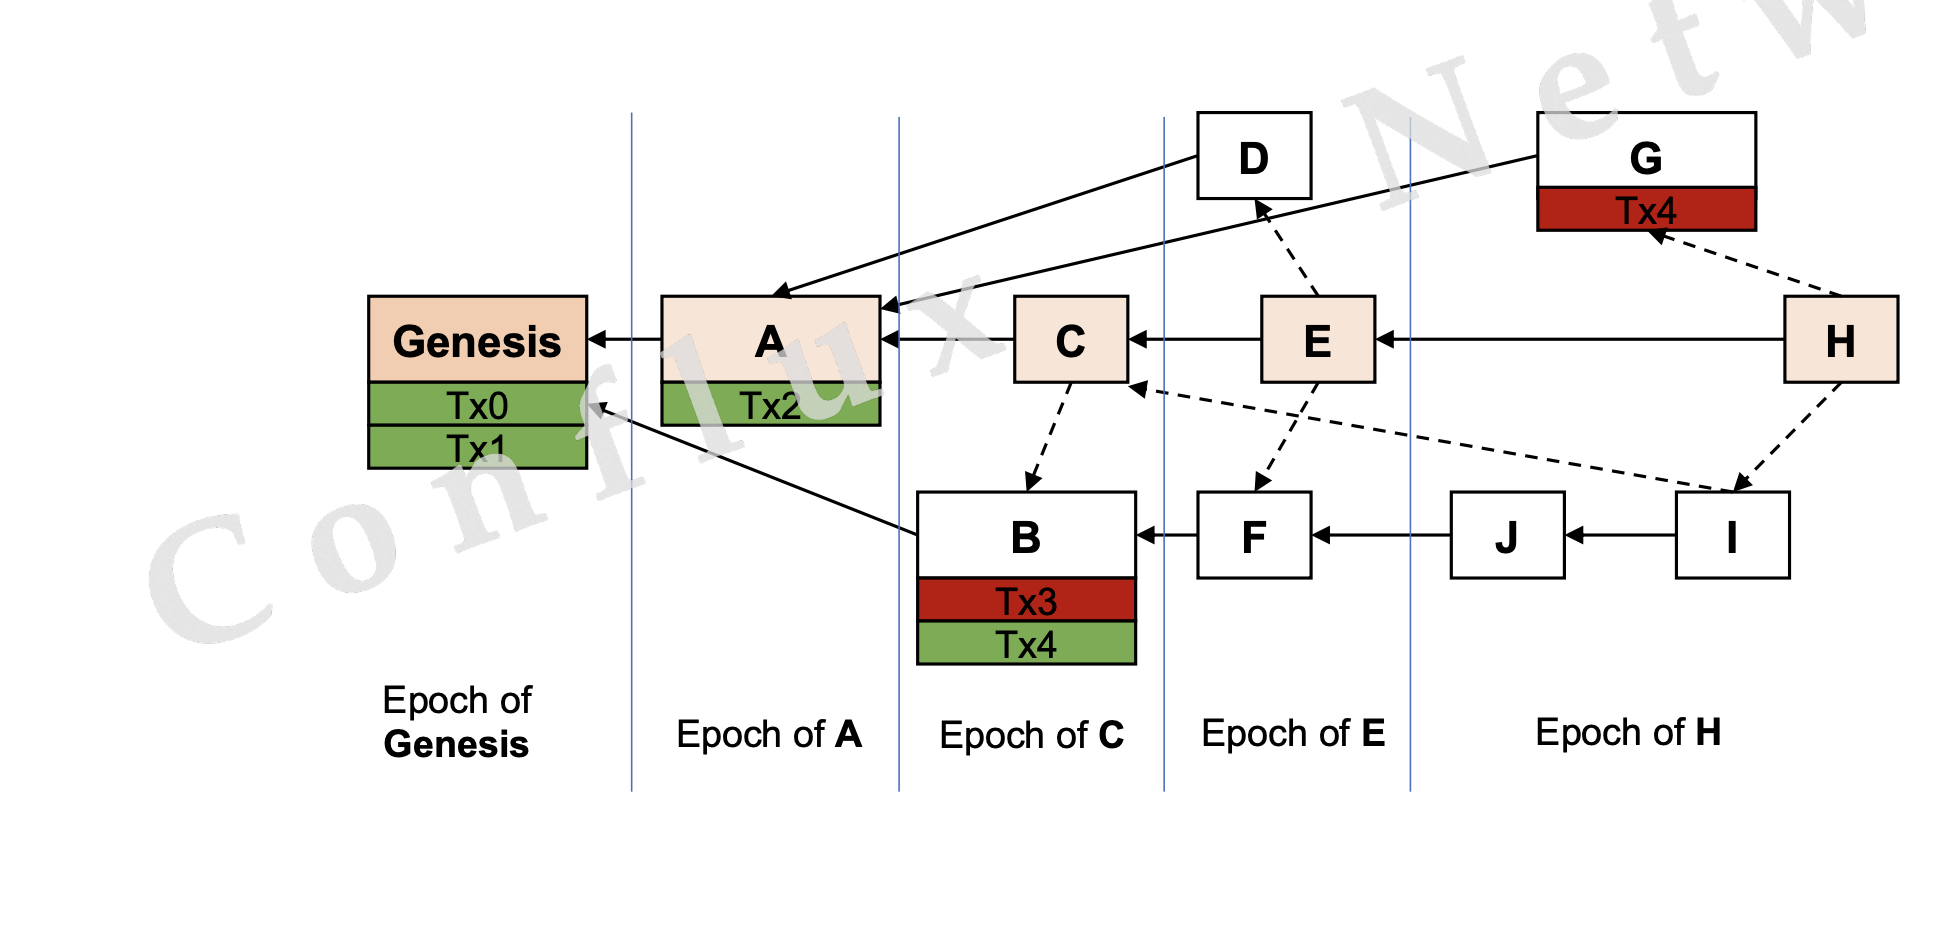 Conflux Netw
D
G
Tx4
Genesis
Tx0
Tx1
A
Tx2
C
E
H
B
Tx3
Tx4
F
J
I
Epoch of
Genesis
Epoch of A
Epoch of C
Epoch of E
Epoch of H